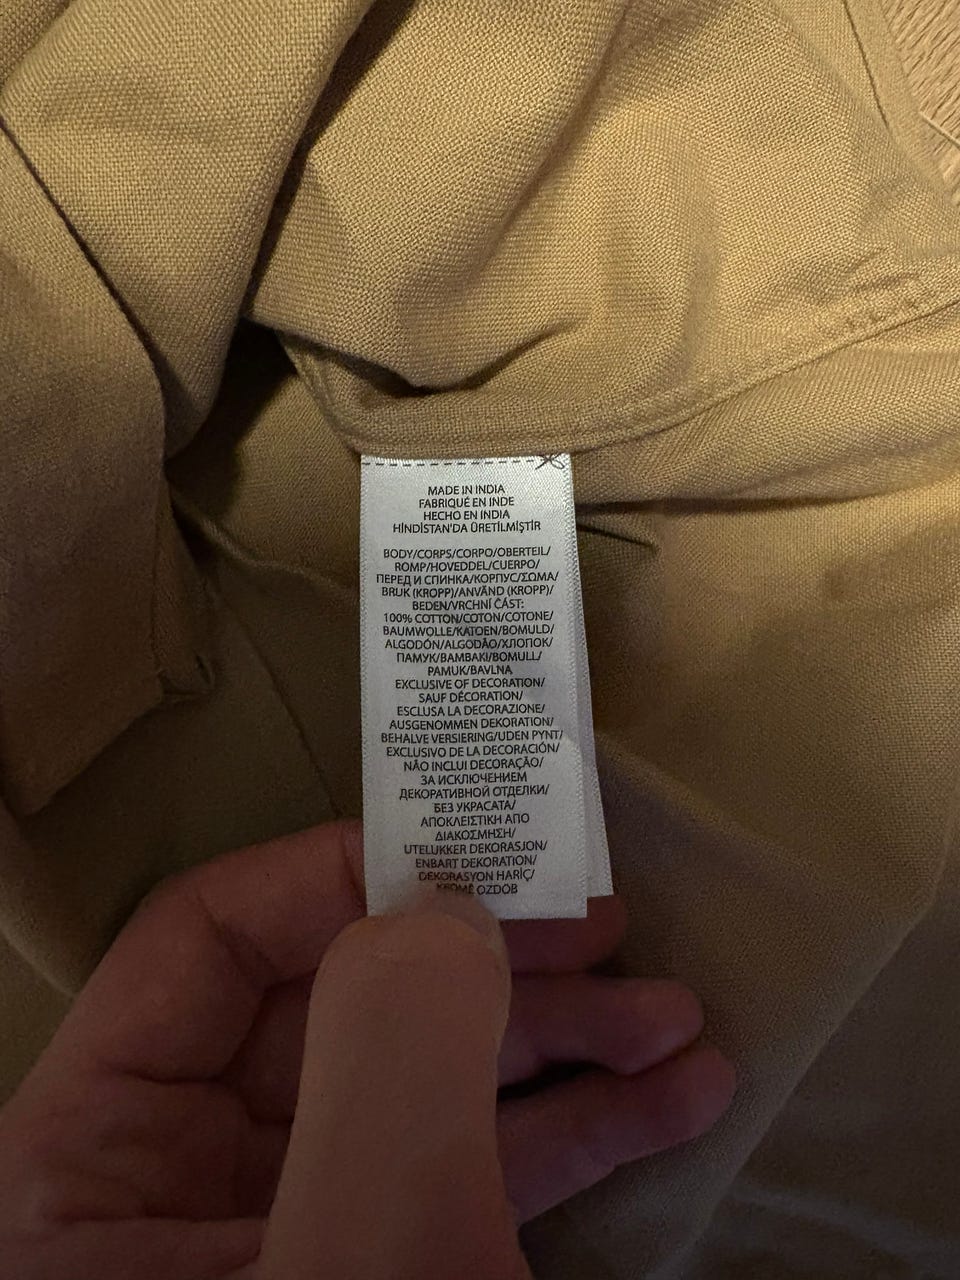 MADE IN INDIA
FABRIQUÉ EN INDE
HECHO EN INDIA
HİNDİSTAN'DA ÜRETİLMİŞTİR
BODY/CORPS/CORPO/OBERTEIL/
ROMP/HOVEDDEL/CUERPO/
ПЕРЕД И СПИНКА/КОРПУС/ΣΩΜΑ/
BRUK (KROPP)/ANVÄND (KROPP)/
BEDEN/VRCHNÍ ČÁST:
100% COTTON/COTON/COTONE/
BAUMWOLLE/KATOEN/BOMULD/
ALGODÓN/ALGODÃO/ХЛОПОК/
ПАМУК/ΒΑΜΒΑΚΙ/BOMULL/
PAMUK/BAVLNA
EXCLUSIVE OF DECORATION/
SAUF DÉCORATION/
ESCLUSA LA DECORAZIONE/
AUSGENOMMEN DEKORATION/
BEHALVE VERSIERING/UDEN PYNT/
EXCLUSIVO DE LA DECORACIÓN/
NÃO INCLUI DECORAÇÃO/
ЗА ИСКЛЮЧЕНИЕМ
ДЕКОРАТИВНОЙ ОТДЕЛКИ/
БЕЗ УКРАСАТА/
ΑΠΟΚΛΕΙΣΤΙΚΗ ΑΠΟ
ΔΙΑΚΟΣΜΗΣΗ/
UTELUKKER DEKORASJON/
ENBART DEKORATION/
DEKORASYON HARİÇ/
KROMĚ OZDOB